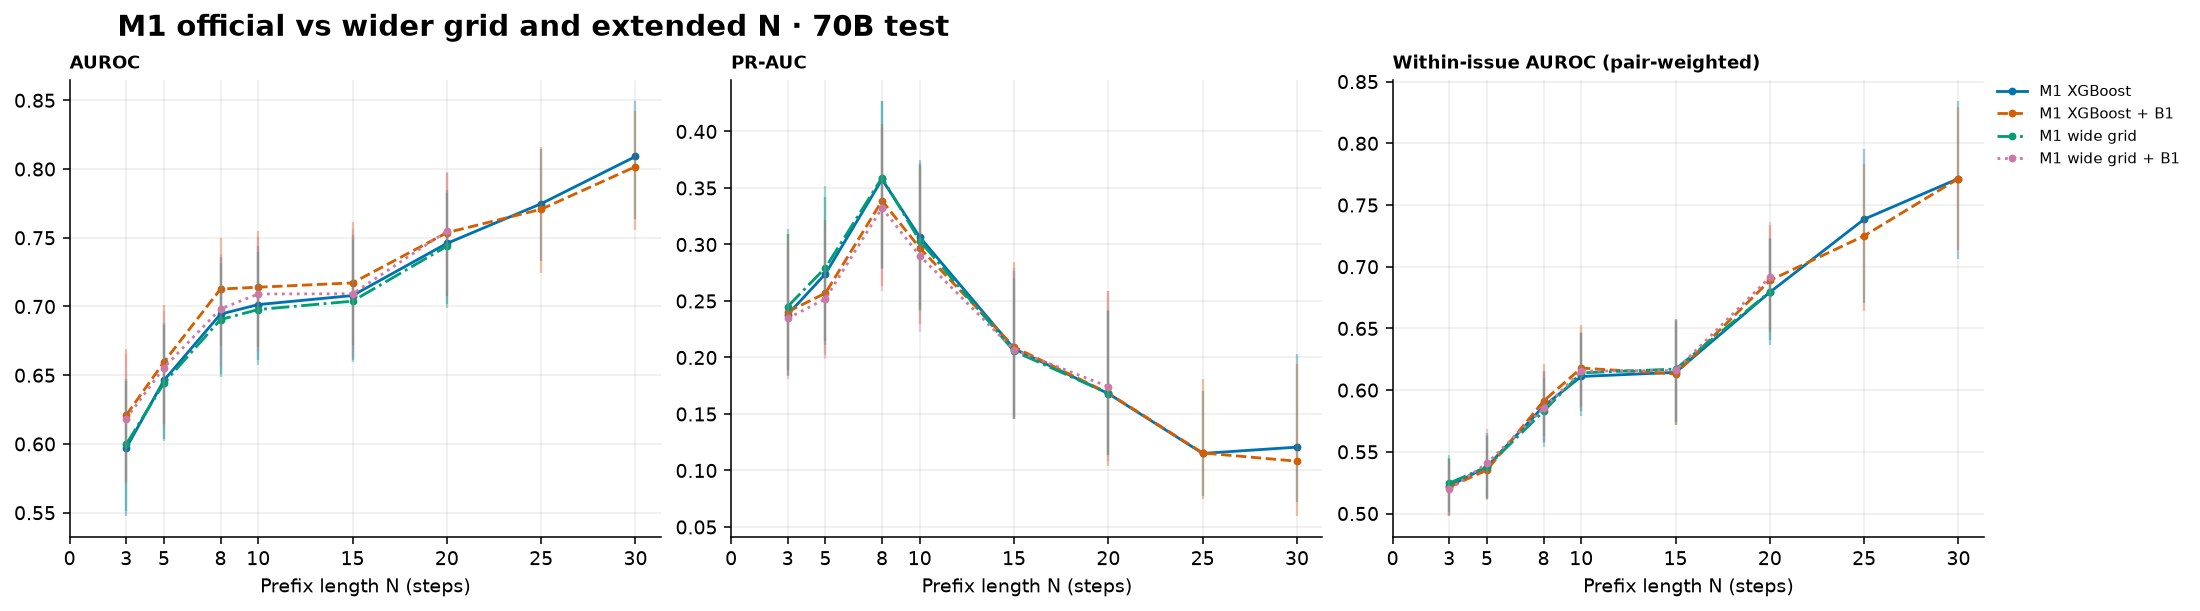 M1 official vs wider grid and extended N · 70B test
AUROC
0.85
0.80
0.75
0.70
0.65
0.60
0.55
0 3 5 8 10 15 20 25 30
Prefix length N (steps)
PR-AUC
0.40
0.35
0.30
0.25
0.20
0.15
0.10
0.05
0 3 5 8 10 15 20 25 30
Prefix length N (steps)
Within-issue AUROC (pair-weighted)
0.85
0.80
0.75
0.70
0.65
0.60
0.55
0.50
0 3 5 8 10 15 20 25 30
Prefix length N (steps)
M1 XGBoost
M1 XGBoost + B1
M1 wide grid
M1 wide grid + B1